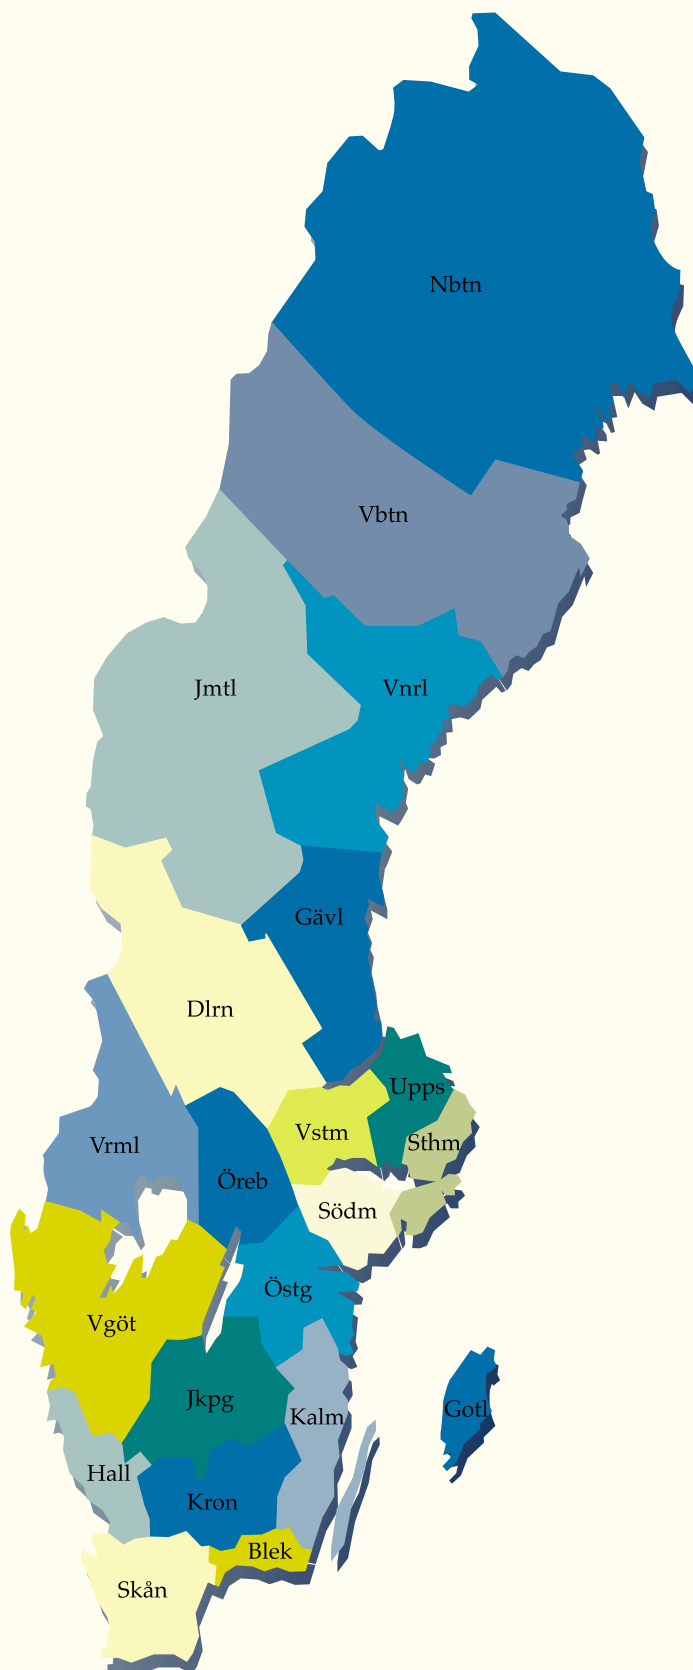 Nbtn
Vbtn
Jmtl
Vnrl
Gävl
Dlrn
Upps
Vstm
Sthm
Vrml
Öreb
Södm
Östg
Vgöt
Jkpg
Gotl
Kalm
Hall
Kron
Blek
Skån